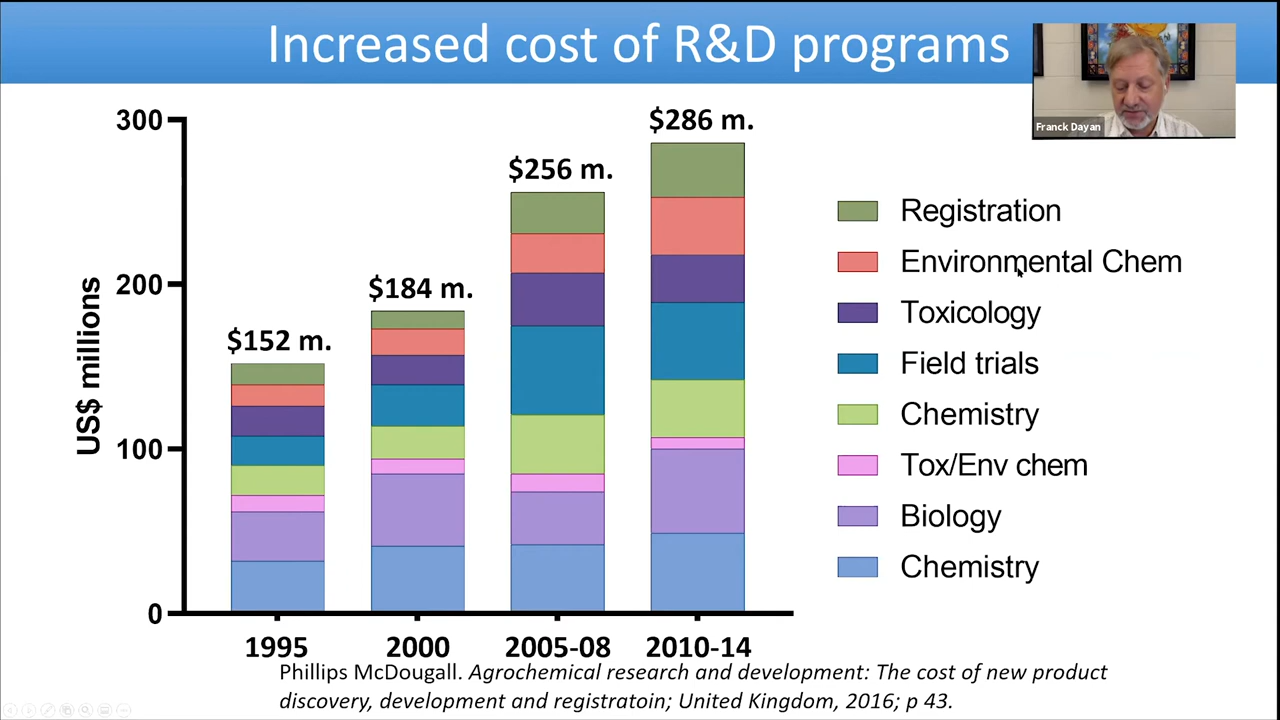 Increased cost of R&D programs
Franck Dayan
US$ millions
300
200
100
0
$152 m.
$184 m.
$256 m.
$286 m.
1995
2000
2005-08
2010-14
Registration
Environmental Chem
Toxicology
Field trials
Chemistry
Tox/Env chem
Biology
Chemistry
Phillips McDougall. Agrochemical research and development: The cost of new product
discovery, development and registratoin; United Kingdom, 2016; p 43.